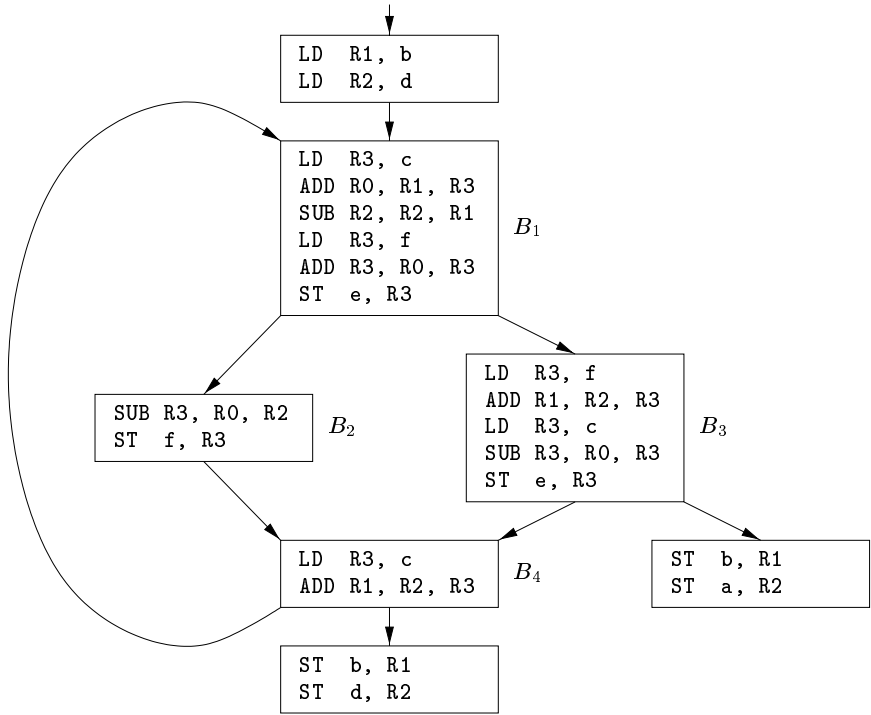 LD R1, b
LD R2, d
LD R3, c
ADD R0, R1, R3
SUB R2, R2, R1
LD R3, f
ADD R3, R0, R3
ST e, R3
B1
SUB R3, R0, R2
ST f, R3
B2
LD R3, f
ADD R1, R2, R3
LD R3, c
SUB R3, R0, R3
ST e, R3
B3
LD R3, c
ADD R1, R2, R3
B4
ST b, R1
ST a, R2
ST b, R1
ST d, R2